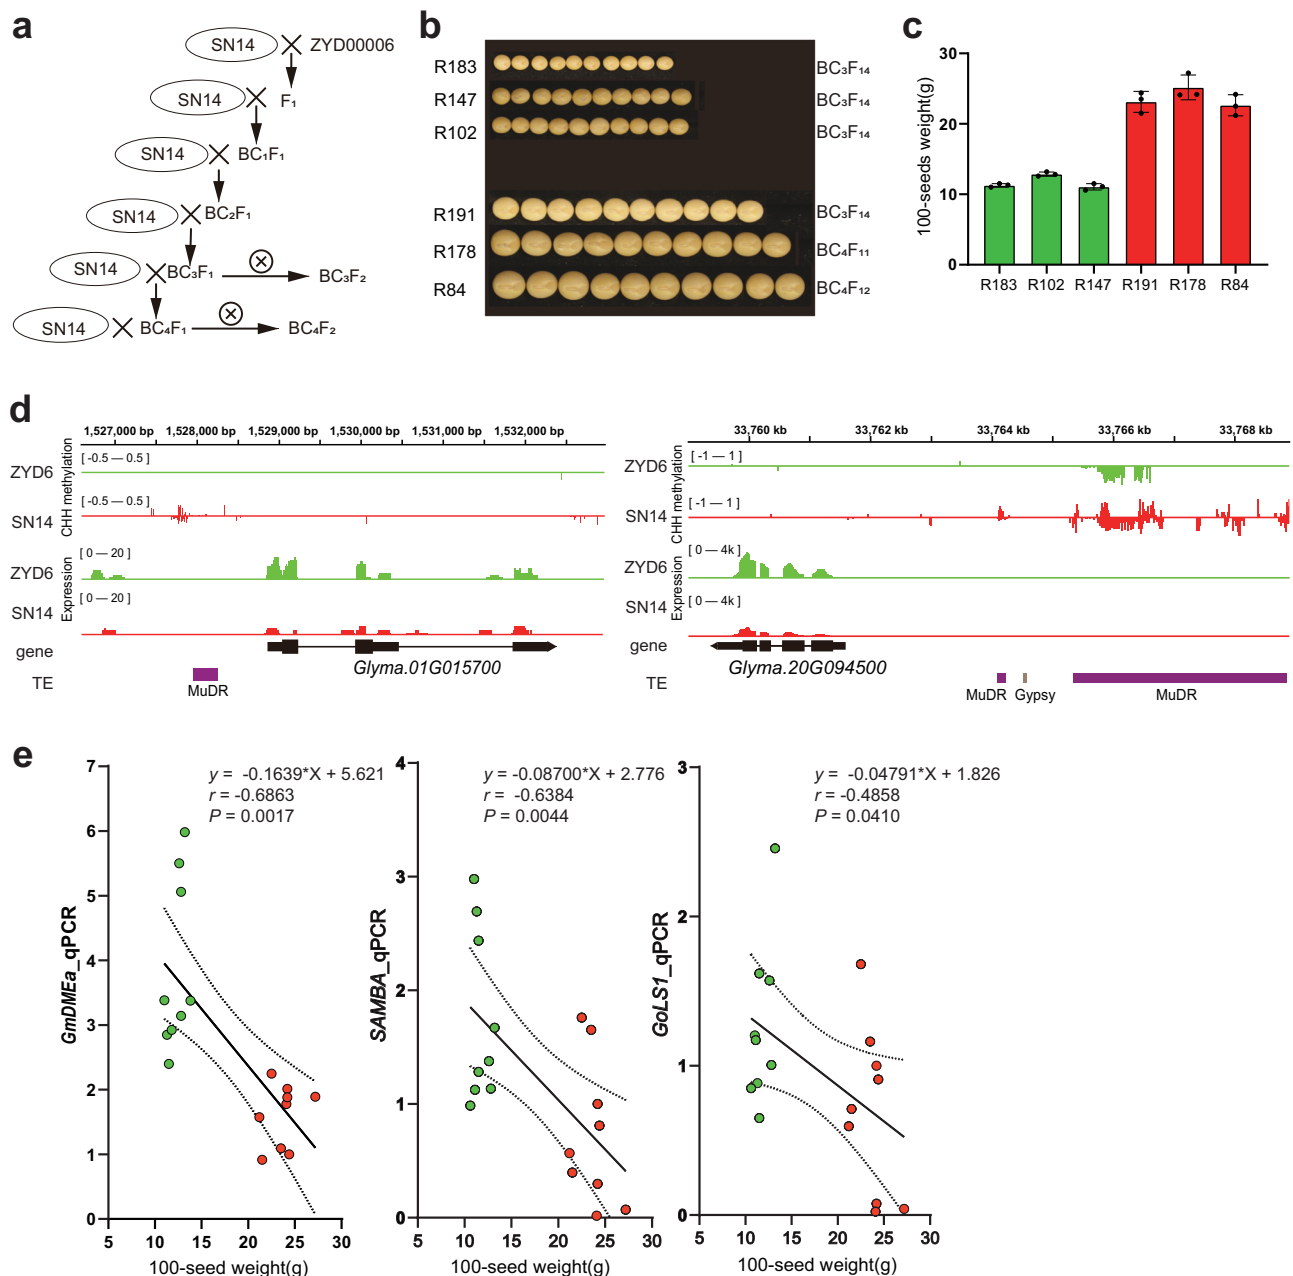 a
SN14
ZYD00006
SN14
F₁
SN14
BC₁F₁
SN14
BC₂F₁
SN14
BC₃F₁
BC₃F₂
SN14
BC₄F₁
BC₄F₂
b
R183
BC₃F₁₄
R147
BC₃F₁₄
R102
BC₃F₁₄
R191
BC₃F₁₄
R178
BC₄F₁₁
R84
BC₄F₁₂
c
100-seeds weight(g)
30
20
10
0
R183 R102 R147 R191 R178 R84
d
1,527,000 bp 1,528,000 bp 1,529,000 bp 1,530,000 bp 1,531,000 bp 1,532,000 bp
CHH methylation
ZYD6
[ -0.5 — 0.5 ]
SN14
[ -0.5 — 0.5 ]
Expression
ZYD6
[ 0 — 20 ]
SN14
[ 0 — 20 ]
gene
Glyma.01G015700
TE
MuDR
33,760 kb 33,762 kb 33,764 kb 33,766 kb 33,768 kb
CHH methylation
ZYD6
[ -1 — 1 ]
SN14
[ -1 — 1 ]
Expression
ZYD6
[ 0 — 4k ]
SN14
[ 0 — 4k ]
gene
Glyma.20G094500
TE
MuDR Gypsy MuDR
e
y = -0.1639*X + 5.621
r = -0.6863
P = 0.0017
GmDMEa_qPCR
7
6
5
4
3
2
1
0
5 10 15 20 25 30
100-seed weight(g)
y = -0.08700*X + 2.776
r = -0.6384
P = 0.0044
SAMBA_qPCR
4
3
2
1
0
5 10 15 20 25 30
100-seed weight(g)
y = -0.04791*X + 1.826
r = -0.4858
P = 0.0410
GoLS1_qPCR
3
2
1
0
5 10 15 20 25 30
100-seed weight(g)